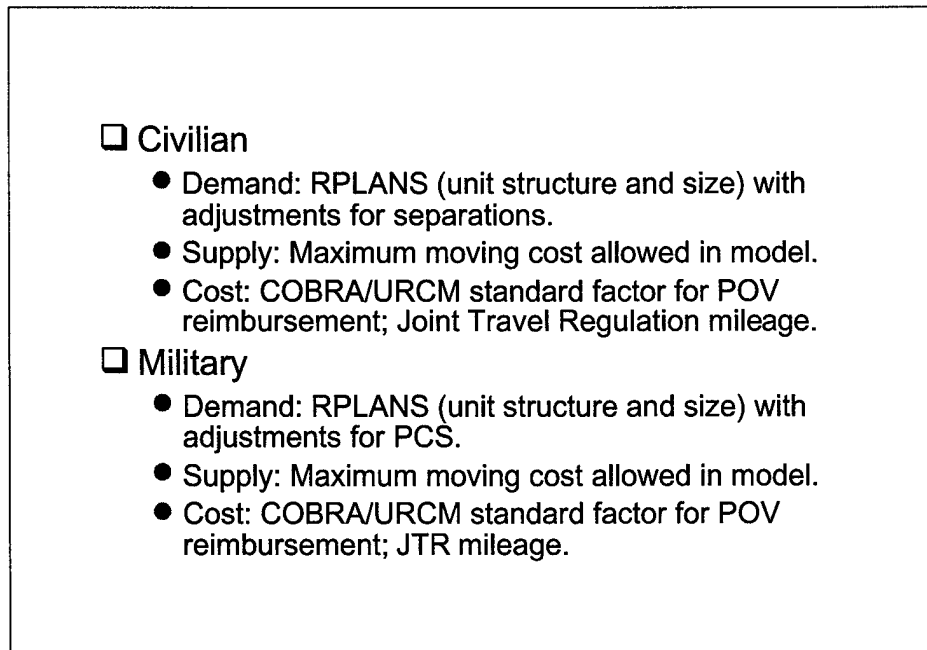 ❑ Civilian
● Demand: RPLANS (unit structure and size) with
adjustments for separations.
● Supply: Maximum moving cost allowed in model.
● Cost: COBRA/URCM standard factor for POV
reimbursement; Joint Travel Regulation mileage.
❑ Military
● Demand: RPLANS (unit structure and size) with
adjustments for PCS.
● Supply: Maximum moving cost allowed in model.
● Cost: COBRA/URCM standard factor for POV
reimbursement; JTR mileage.